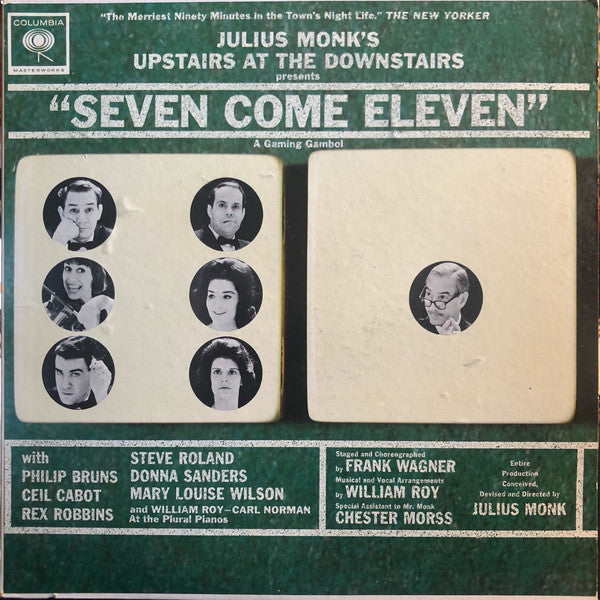 COLUMBIA
MASTERWORKS
"The Merriest Ninety Minutes in the Town's Night Life." THE NEW YORKER
JULIUS MONK'S
UPSTAIRS AT THE DOWNSTAIRS
presents
"SEVEN COME ELEVEN"
A Gaming Gambol
with
PHILIP BRUNS
CEIL CABOT
REX ROBBINS
STEVE ROLAND
DONNA SANDERS
MARY LOUISE WILSON
and WILLIAM ROY—CARL NORMAN
At the Plural Pianos
Staged and Choreographed
by FRANK WAGNER
Musical and Vocal Arrangements
by WILLIAM ROY
Special Assistant to Mr. Monk
CHESTER MORSS
Entire
Production
Conceived,
Devised and Directed by
JULIUS MONK